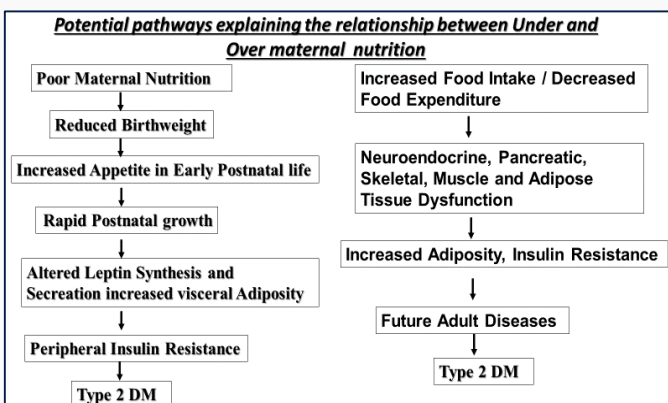 Potential pathways explaining the relationship between Under and
Over maternal nutrition
Poor Maternal Nutrition
Reduced Birthweight
Increased Appetite in Early Postnatal life
Rapid Postnatal growth
Altered Leptin Synthesis and
Secreation increased visceral Adiposity
Peripheral Insulin Resistance
Type 2 DM
Increased Food Intake / Decreased
Food Expenditure
Neuroendocrine, Pancreatic,
Skeletal, Muscle and Adipose
Tissue Dysfunction
Increased Adiposity, Insulin Resistance
Future Adult Diseases
Type 2 DM